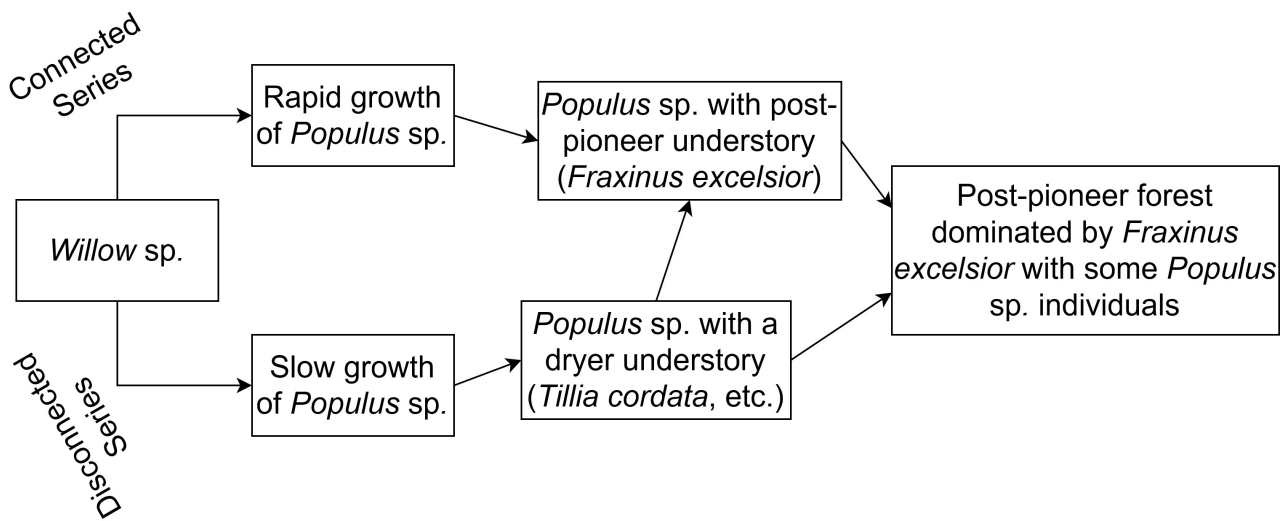 Connected
Series
Rapid growth
of Populus sp.
Populus sp. with post-
pioneer understory
(Fraxinus excelsior)
Post-pioneer forest
dominated by Fraxinus
excelsior with some Populus
sp. individuals
Willow sp.
Populus sp. with a
dryer understory
(Tillia cordata, etc.)
Slow growth
of Populus sp.
Disconnected
Series